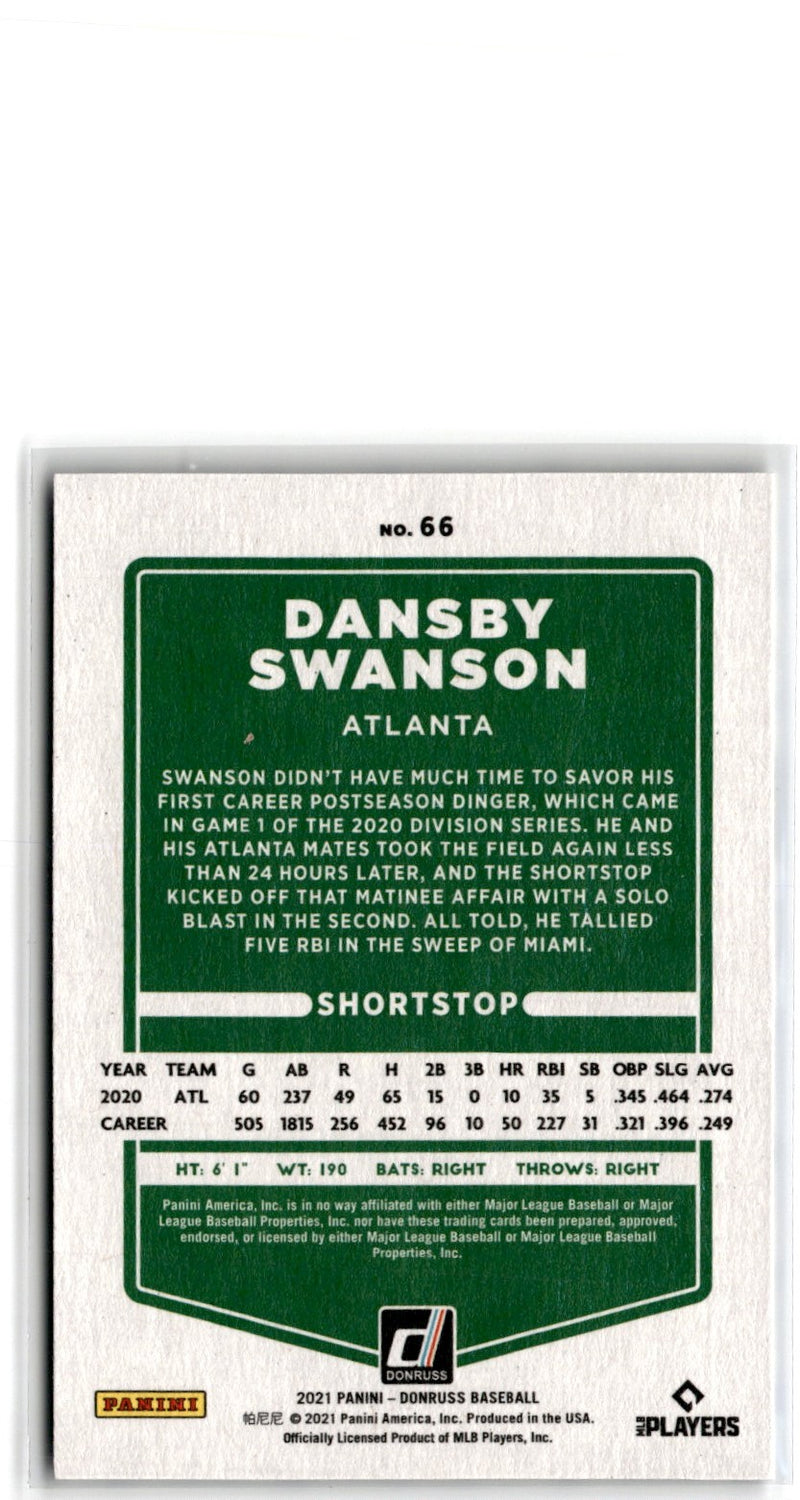 NO. 66
DANSBY
SWANSON
ATLANTA
SWANSON DIDN'T HAVE MUCH TIME TO SAVOR HIS
FIRST CAREER POSTSEASON DINGER, WHICH CAME
IN GAME 1 OF THE 2020 DIVISION SERIES. HE AND
HIS ATLANTA MATES TOOK THE FIELD AGAIN LESS
THAN 24 HOURS LATER, AND THE SHORTSTOP
KICKED OFF THAT MATINEE AFFAIR WITH A SOLO
BLAST IN THE SECOND. ALL TOLD, HE TALLIED
FIVE RBI IN THE SWEEP OF MIAMI.
SHORTSTOP
YEAR TEAM G AB R H 2B 3B HR RBI SB OBP SLG AVG
2020 ATL 60 237 49 65 15 0 10 35 5 .345 .464 .274
CAREER 505 1815 256 452 96 10 50 227 31 .321 .396 .249
HT: 6' 1" WT: 190 BATS: RIGHT THROWS: RIGHT
Panini America, Inc. is in no way affiliated with either Major League Baseball or Major
League Baseball Properties, Inc. nor have these trading cards been prepared, approved,
endorsed, or licensed by either Major League Baseball or Major League Baseball
Properties, Inc.
d
DONRUSS
PANINI
2021 PANINI – DONRUSS BASEBALL
帕尼尼 © 2021 Panini America, Inc. Produced in the USA.
Officially Licensed Product of MLB Players, Inc.
MLB PLAYERS